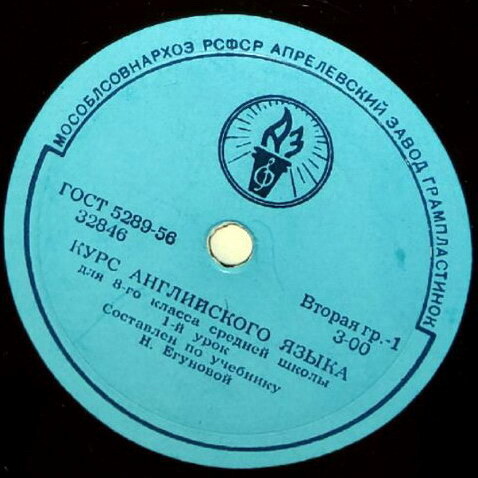 МОСОБЛСОВНАРХОЗ РСФСР АПРЕЛЕВСКИЙ ЗАВОД ГРАМПЛАСТИНОК
АЗ
ГОСТ 5289-56
32846
Вторая гр.-1
3-00
КУРС АНГЛИЙСКОГО ЯЗЫКА
для 8-го класса средней школы
1-й урок
Составлен по учебнику
Н. Егуновой